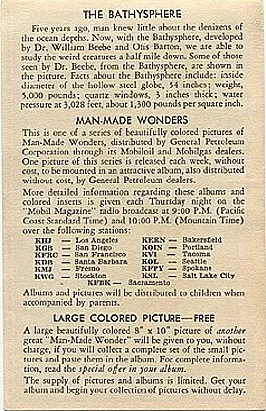 THE BATHYSPHERE
Five years ago, man knew little about the denizens of
the ocean depths. Now, with the Bathysphere, developed
by Dr. William Beebe and Otis Barton, we are able to
study the weird creatures a half mile down. Some of those
seen by Dr. Beebe, from the Bathysphere, are shown in
the picture. Facts about the Bathysphere include: inside
diameter of the hollow steel globe, 54 inches; weight,
5,000 pounds; quartz windows, 3 inches thick; water
pressure at 3,028 feet, about 1,300 pounds per square inch.
MAN-MADE WONDERS
This is one of a series of beautifully colored pictures of
Man-Made Wonders, distributed by General Petroleum
Corporation through its Mobiloil and Mobilgas dealers.
One picture of this series is released each week, without
cost, to be mounted in an attractive album, also distributed
without cost, by General Petroleum dealers.
More detailed information regarding these albums and
colored inserts is given each Thursday night on the
"Mobil Magazine" radio broadcast at 9:00 P.M. (Pacific
Coast Standard Time) and 10:00 P.M. (Mountain Time)
over the following stations:
KHJ — Los Angeles KERN — Bakersfield
KGB — San Diego KOIN — Portland
KFRC — San Francisco KVI — Tacoma
KDB — Santa Barbara KOL — Seattle
KMJ — Fresno KFPY — Spokane
KWG — Stockton KSL — Salt Lake City
KFBK — Sacramento
Albums and pictures will be distributed to children when
accompanied by parents.
LARGE COLORED PICTURE—FREE
A large beautifully colored 8" x 10" picture of another
great "Man-Made Wonder" will be given to you, without
charge, if you will collect a complete set of the small pic-
tures and paste them in the album. For complete informa-
tion, read the special offer in your album.
The supply of pictures and albums is limited. Get your
album and begin your collection of pictures without delay.